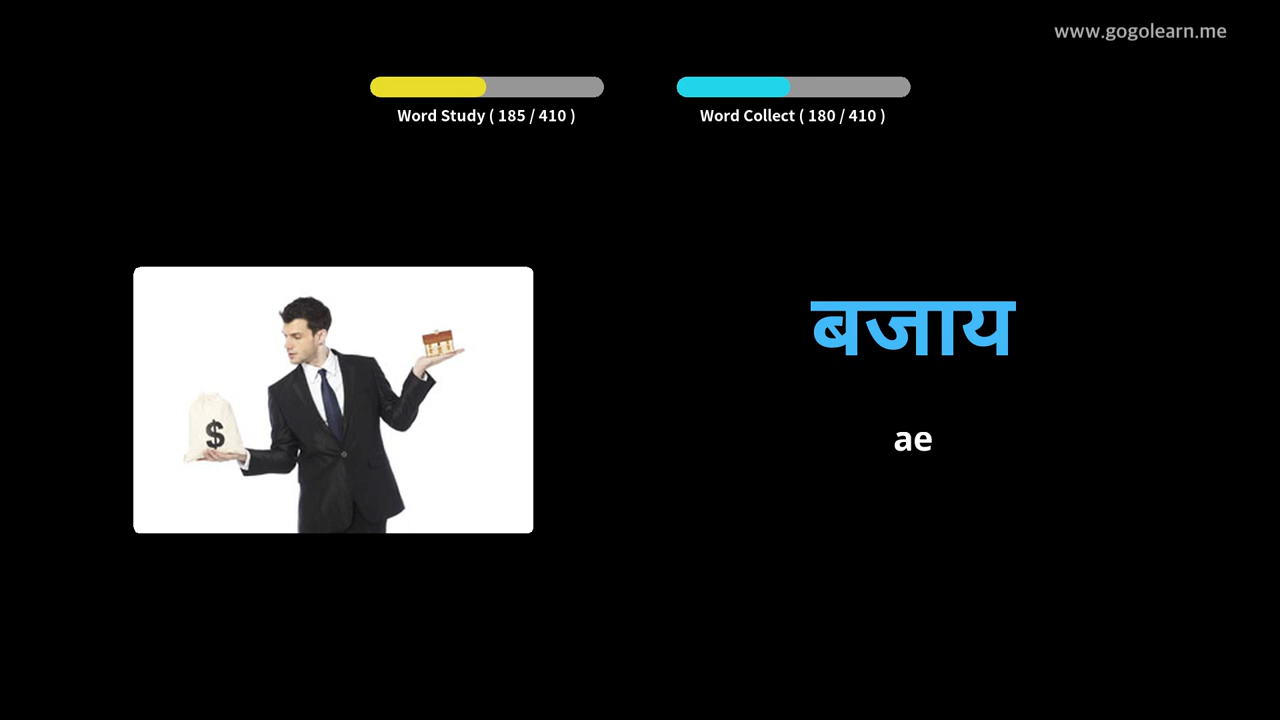 www.gogolearn.me
Word Study ( 185 / 410 )
Word Collect ( 180 / 410 )
$
बजाय
ae